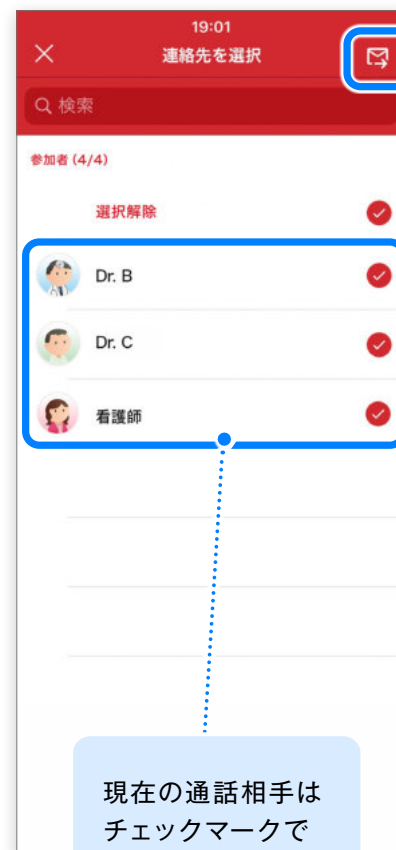 19:01
連絡先を選択
検索
参加者 (4/4)
選択解除
Dr. B
Dr. C
看護師
現在の通話相手は
チェックマークで